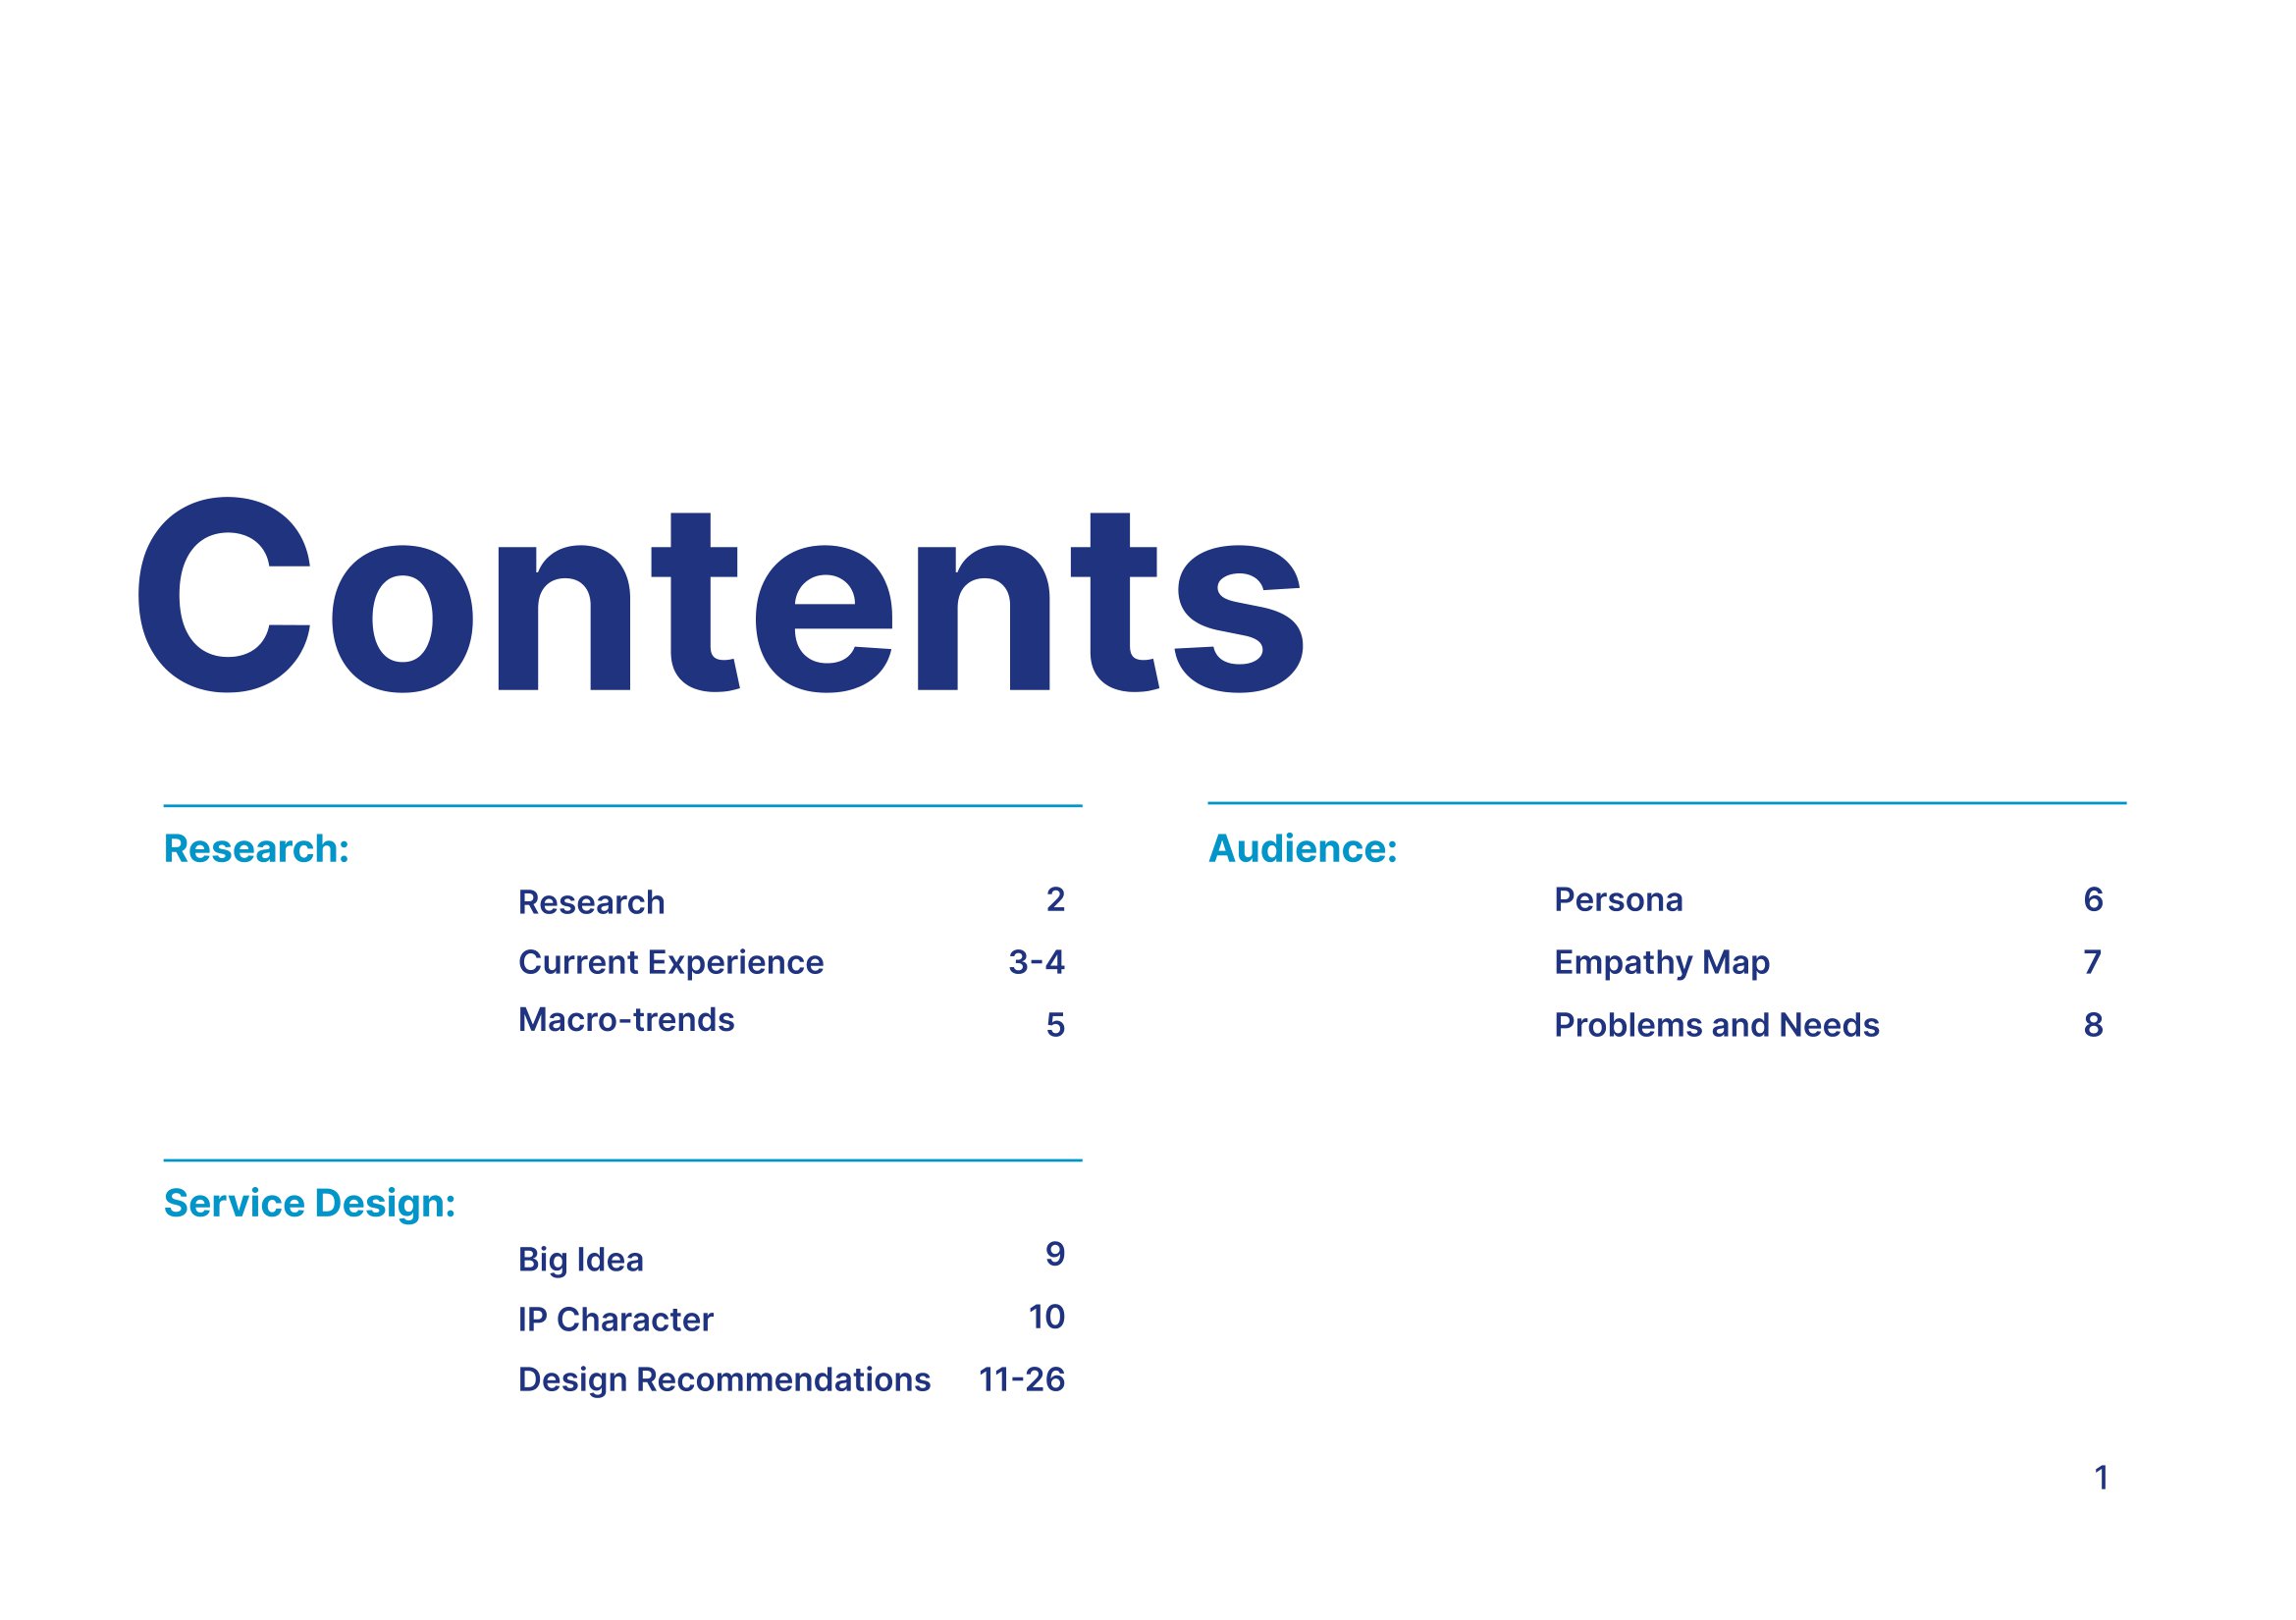 Contents
Research:
Research 2
Current Experience 3-4
Macro-trends 5
Audience:
Persona 6
Empathy Map 7
Problems and Needs 8
Service Design:
Big Idea 9
IP Character 10
Design Recommendations 11-26
1